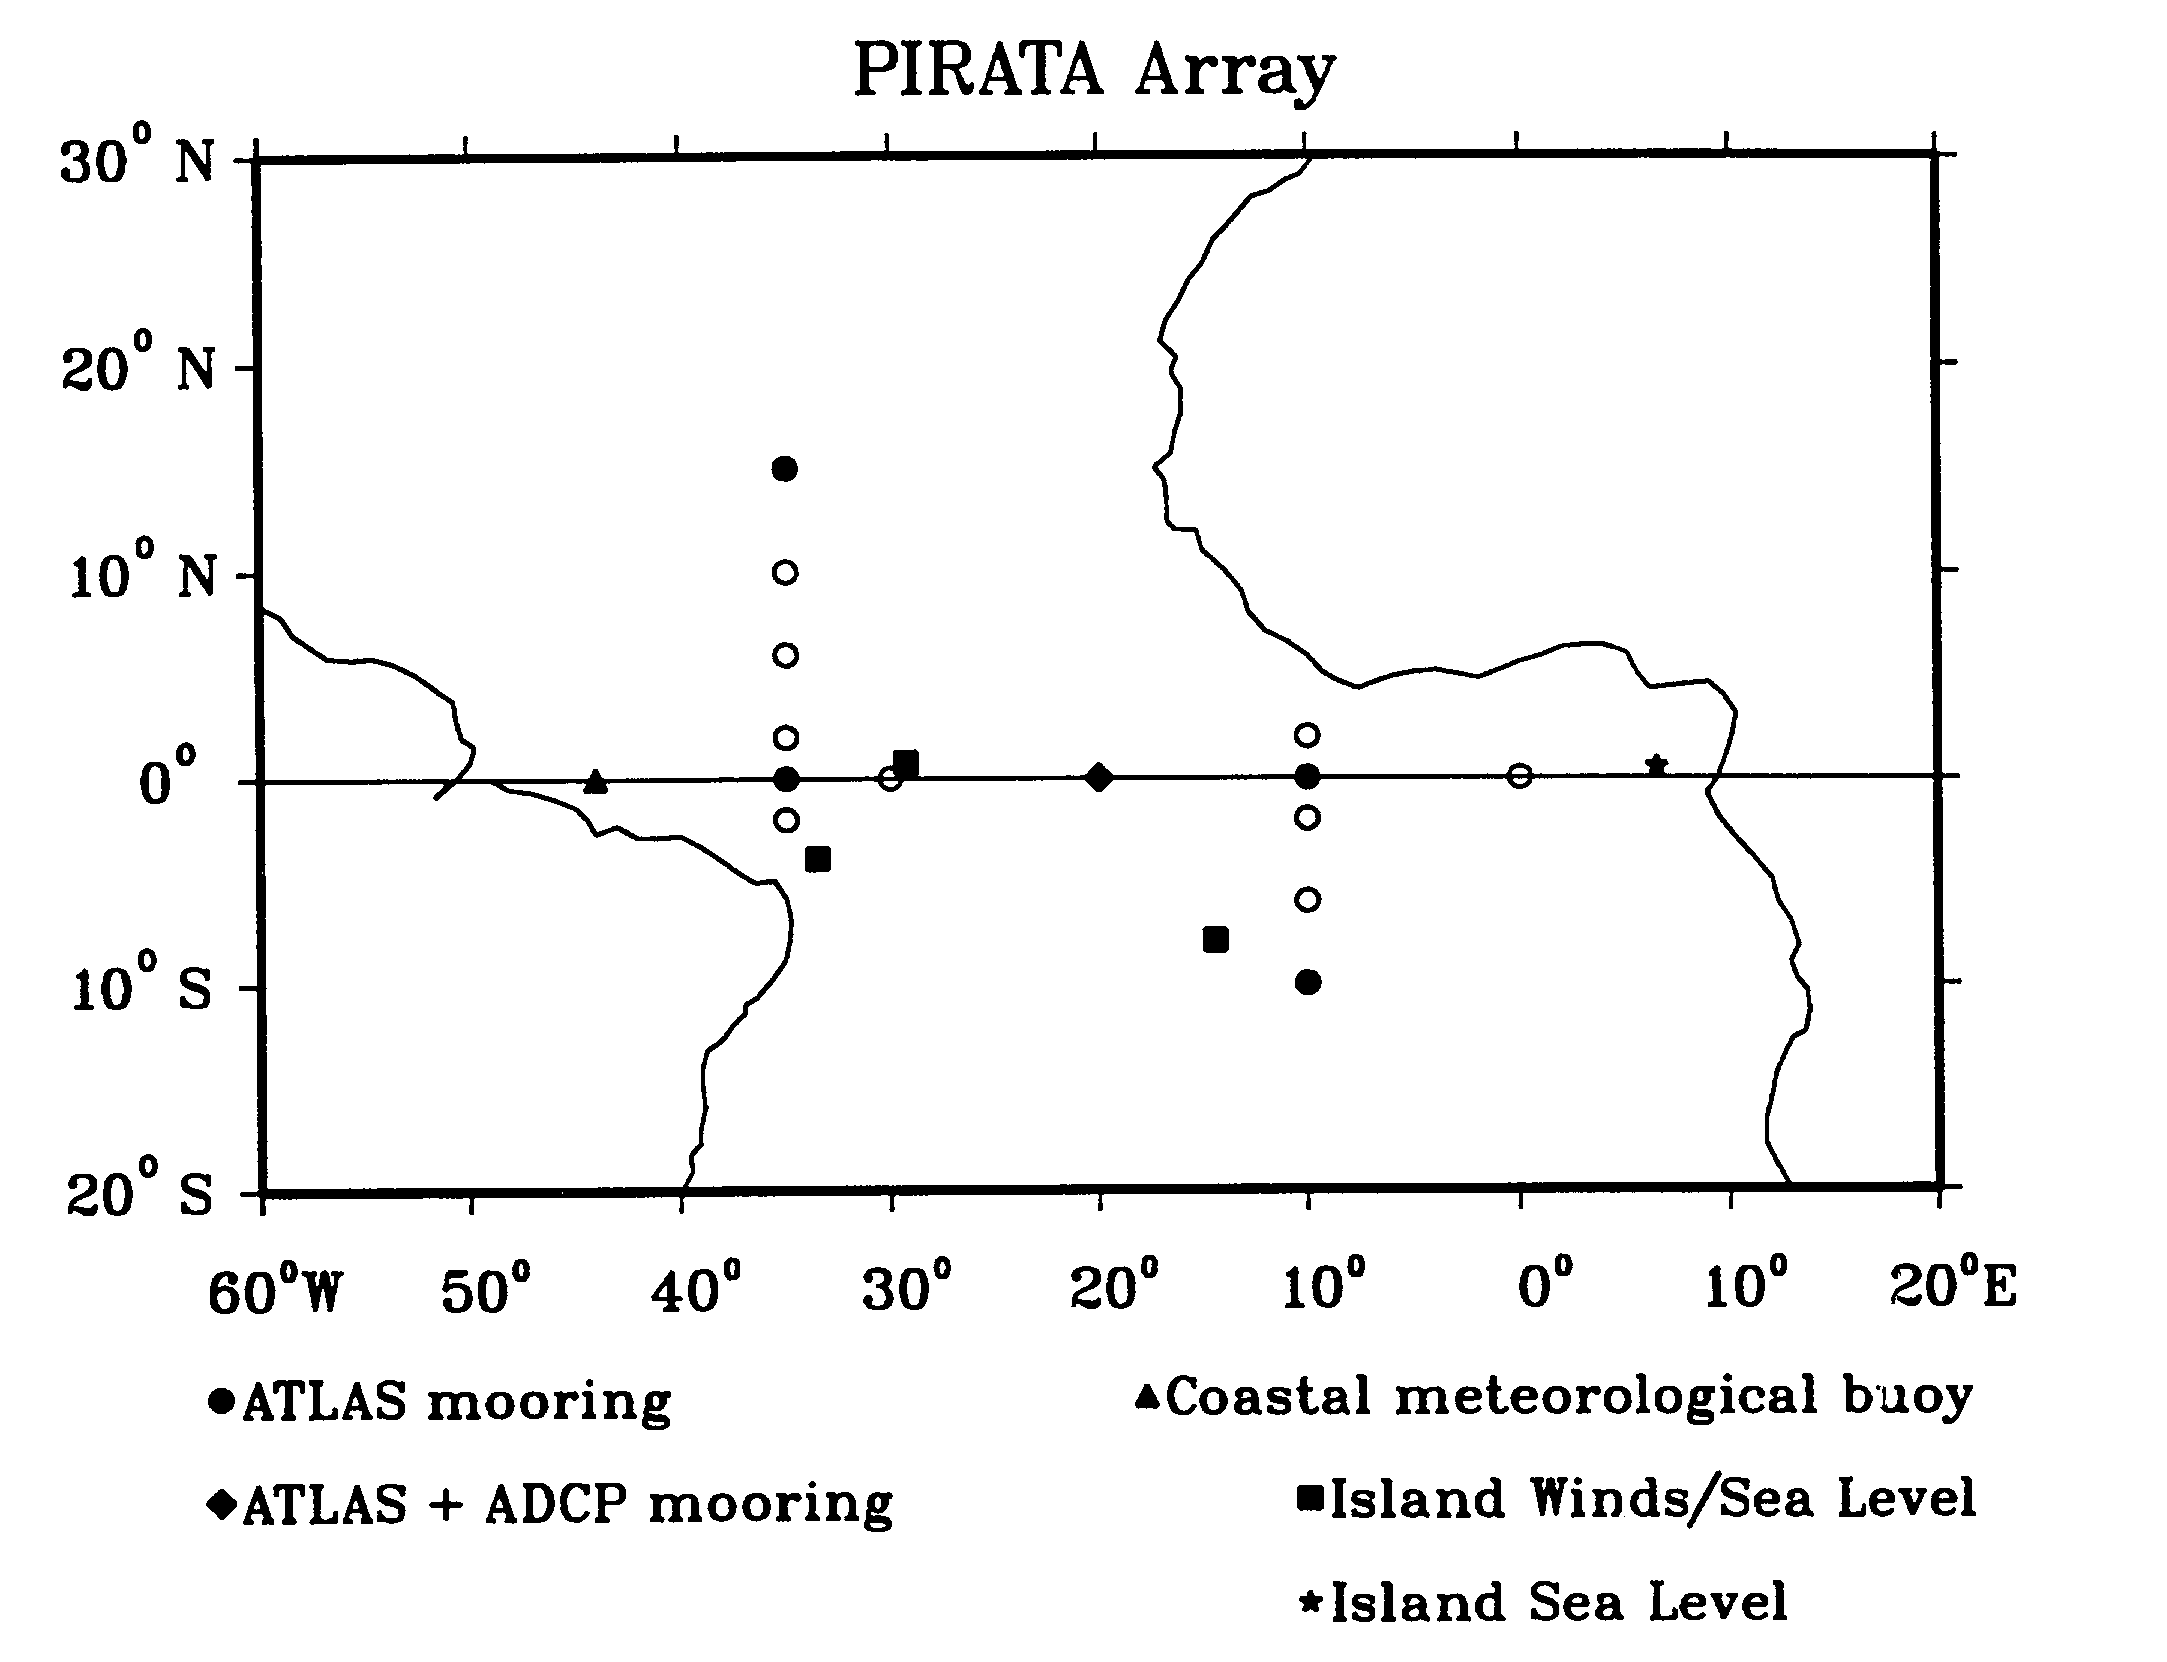 PIRATA Array
30° N
20° N
10° N
0°
10° S
20° S
60°W 50° 40° 30° 20° 10° 0° 10° 20°E
ATLAS mooring
Coastal meteorological buoy
ATLAS + ADCP mooring
Island Winds/Sea Level
Island Sea Level